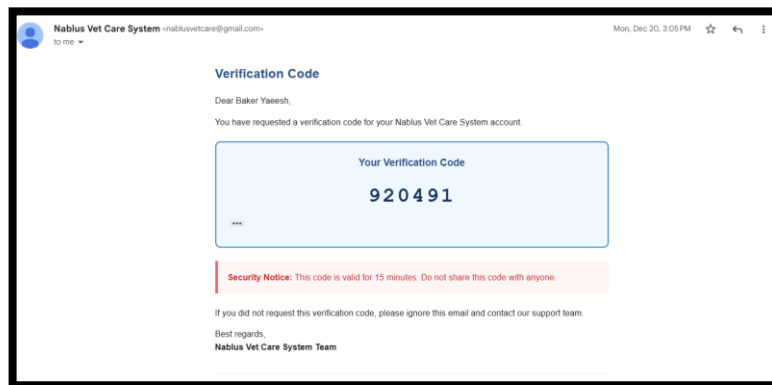 Nablus Vet Care System <nablusvetcare@gmail.com>
Mon, Dec 20, 3:05 PM
to me
Verification Code
Dear Baker Yaeesh,
You have requested a verification code for your Nablus Vet Care System account.
Your Verification Code
920491
Security Notice: This code is valid for 15 minutes. Do not share this code with anyone.
If you did not request this verification code, please ignore this email and contact our support team.
Best regards,
Nablus Vet Care System Team